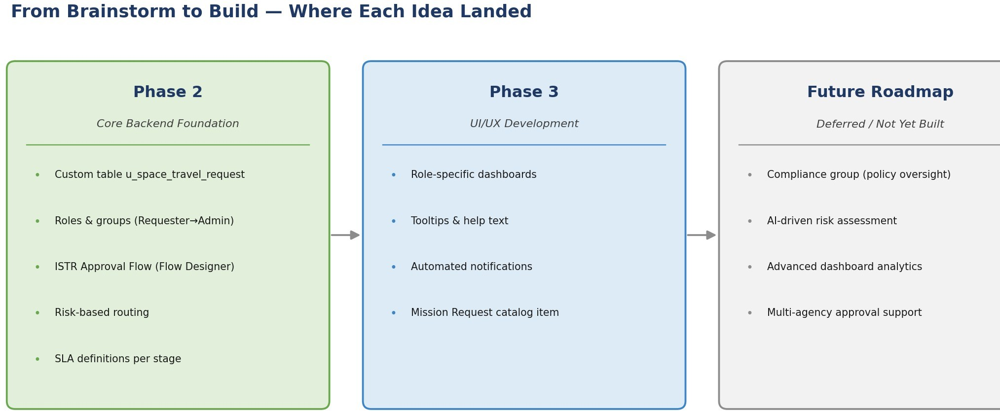 From Brainstorm to Build — Where Each Idea Landed
Phase 2
Core Backend Foundation
• Custom table u_space_travel_request
• Roles & groups (Requester→Admin)
• ISTR Approval Flow (Flow Designer)
• Risk-based routing
• SLA definitions per stage
Phase 3
UI/UX Development
• Role-specific dashboards
• Tooltips & help text
• Automated notifications
• Mission Request catalog item
Future Roadmap
Deferred / Not Yet Built
• Compliance group (policy oversight)
• AI-driven risk assessment
• Advanced dashboard analytics
• Multi-agency approval support